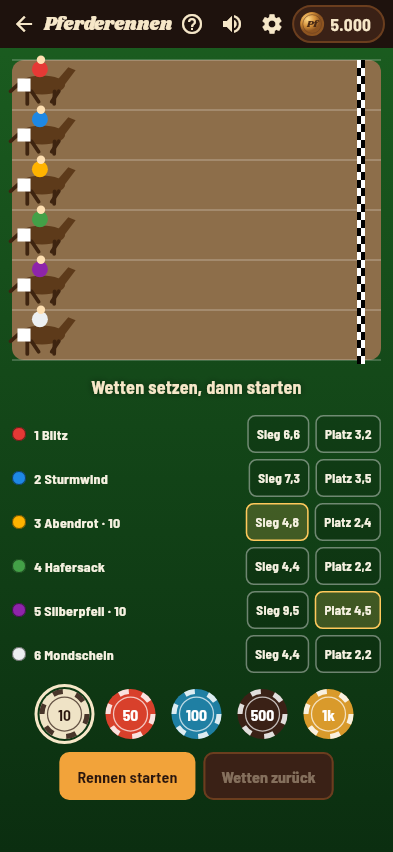 Pferderennen
Pf 5.000
Wetten setzen, dann starten
1 Blitz Sieg 6,6 Platz 3,2
2 Sturmwind Sieg 7,3 Platz 3,5
3 Abendrot · 10 Sieg 4,8 Platz 2,4
4 Hafersack Sieg 4,4 Platz 2,2
5 Silberpfeil · 10 Sieg 9,5 Platz 4,5
6 Mondschein Sieg 4,4 Platz 2,2
10 50 100 500 1k
Rennen starten Wetten zurück